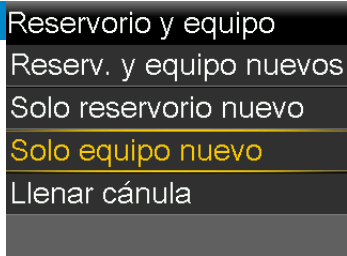 Reservorio y equipo
Reserv. y equipo nuevos
Solo reservorio nuevo
Solo equipo nuevo
Llenar cánula